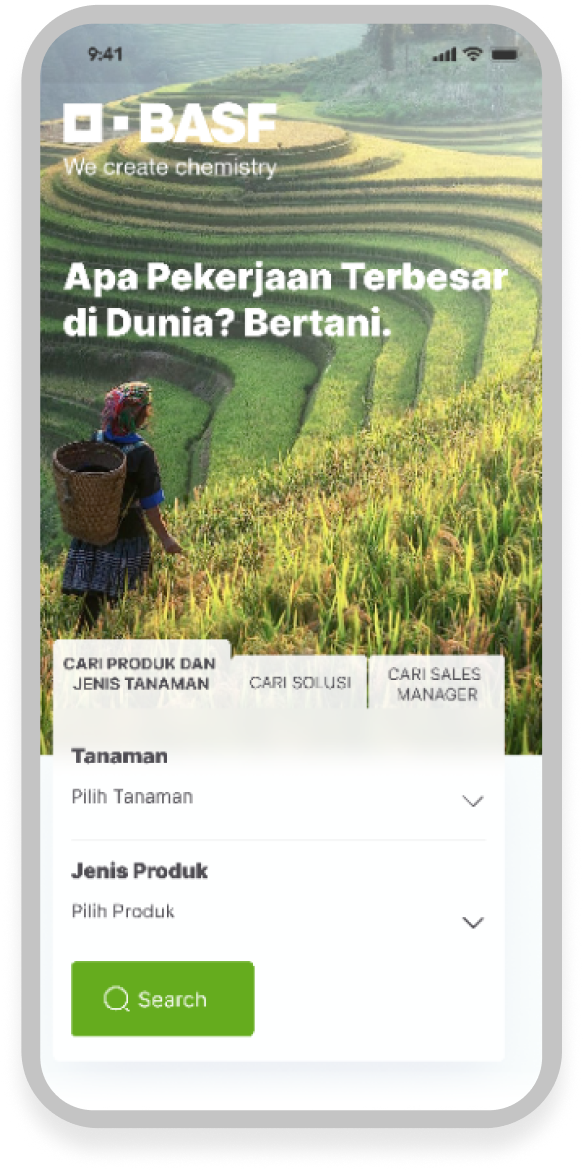 9:41
BASF
We create chemistry
Apa Pekerjaan Terbesar
di Dunia? Bertani.
CARI PRODUK DAN
JENIS TANAMAN
CARI SOLUSI
CARI SALES
MANAGER
Tanaman
Pilih Tanaman
Jenis Produk
Pilih Produk
Search